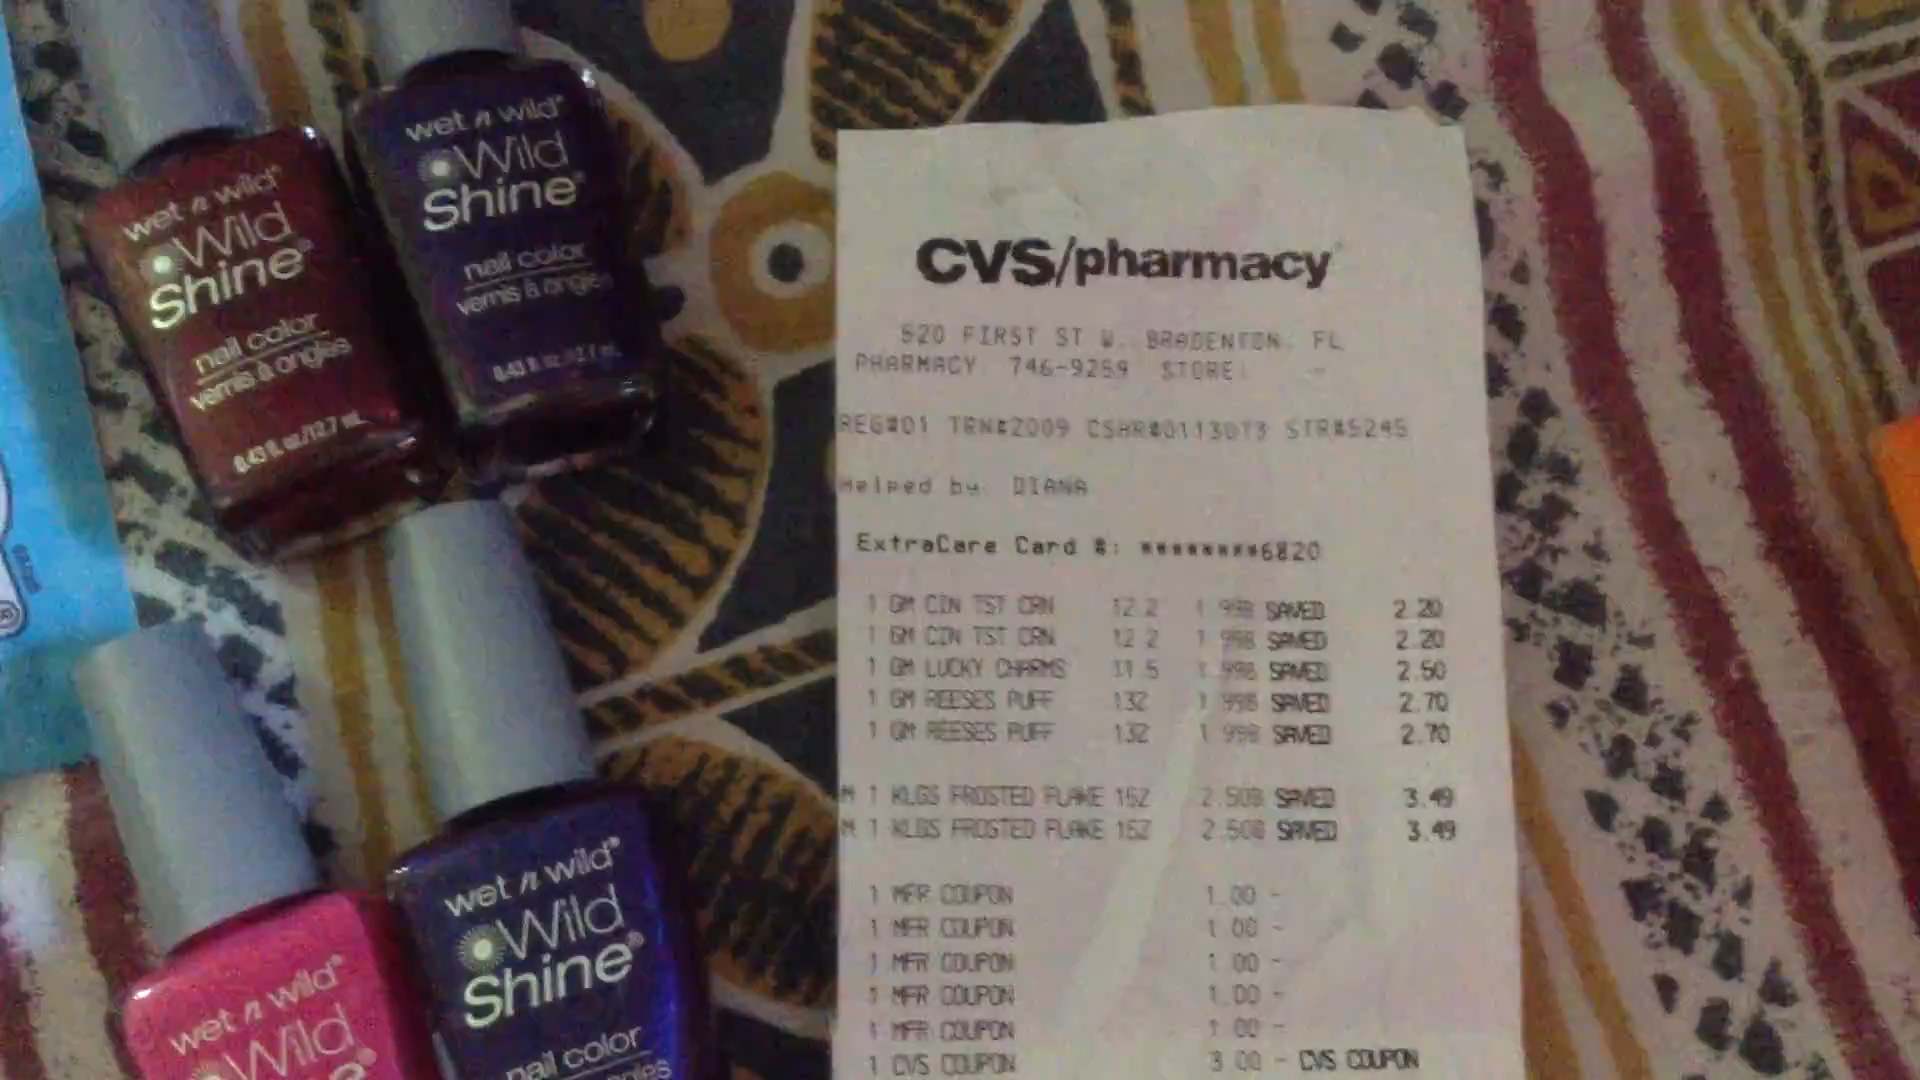 wet n wild®
Wild
Shine®
nail color
vernis à ongles
0.43 fl. oz./12.7 mL
wet n wild®
Wild
Shine®
nail color
vernis à ongles
0.43 fl. oz./12.7 mL
wet n wild®
Wild
wet n wild®
Wild
Shine®
nail color
CVS/pharmacy®
520 FIRST ST W. BRADENTON, FL
PHARMACY: 746-9259 STORE:
REG#01 TRN#2009 CSHR#0113073 STR#5245
Helped by: DIANA
ExtraCare Card #: ********6820
1 GM CIN TST CRN 12.2 1.99B SAVED 2.20
1 GM CIN TST CRN 12.2 1.99B SAVED 2.20
1 GM LUCKY CHARMS 11.5 1.99B SAVED 2.50
1 GM REESES PUFF 13Z 1.99B SAVED 2.70
1 GM REESES PUFF 13Z 1.99B SAVED 2.70
M 1 KLGS FROSTED FLAKE 15Z 2.50B SAVED 3.49
M 1 KLGS FROSTED FLAKE 15Z 2.50B SAVED 3.49
1 MFR COUPON 1.00 -
1 MFR COUPON 1.00 -
1 MFR COUPON 1.00 -
1 MFR COUPON 1.00 -
1 MFR COUPON 1.00 -
1 CVS COUPON 3.00 - CVS COUPON